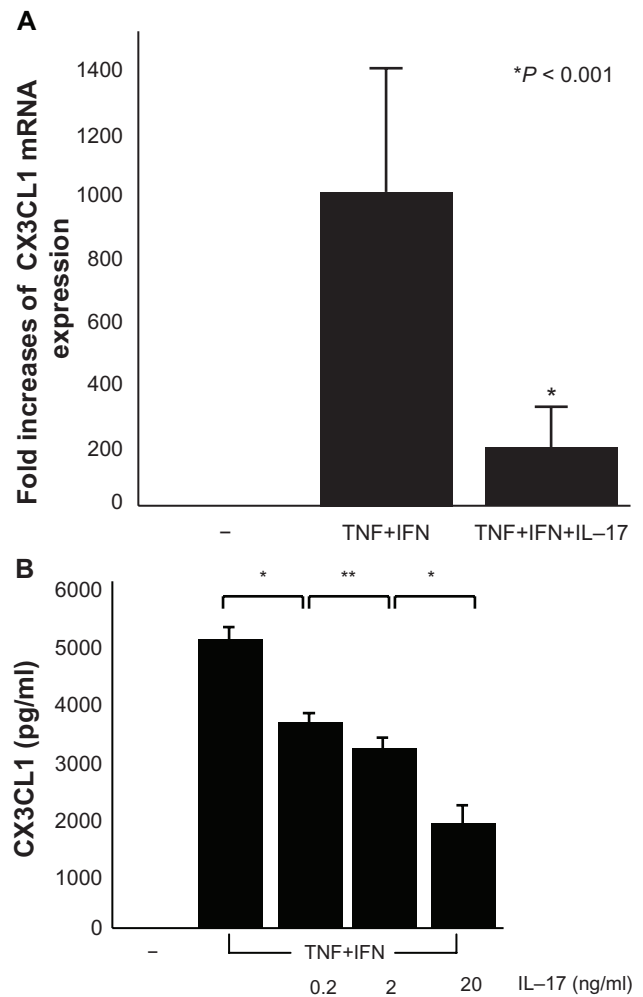 A
Fold increases of CX3CL1 mRNA
expression
1400
1200
1000
800
600
400
200
0
*P < 0.001
*
–
TNF+IFN
TNF+IFN+IL–17
B
CX3CL1 (pg/ml)
6000
5000
4000
3000
2000
1000
0
*
**
*
–
TNF+IFN
0.2
2
20
IL–17 (ng/ml)